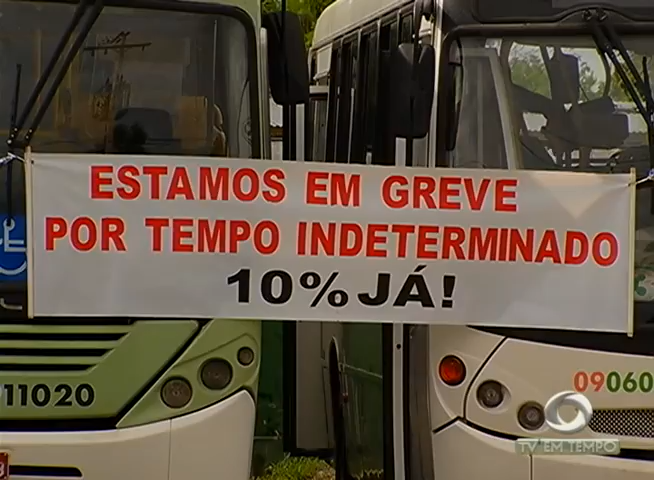 ESTAMOS EM GREVE
POR TEMPO INDETERMINADO
10% JÁ!
11020
09060
TV EM TEMPO